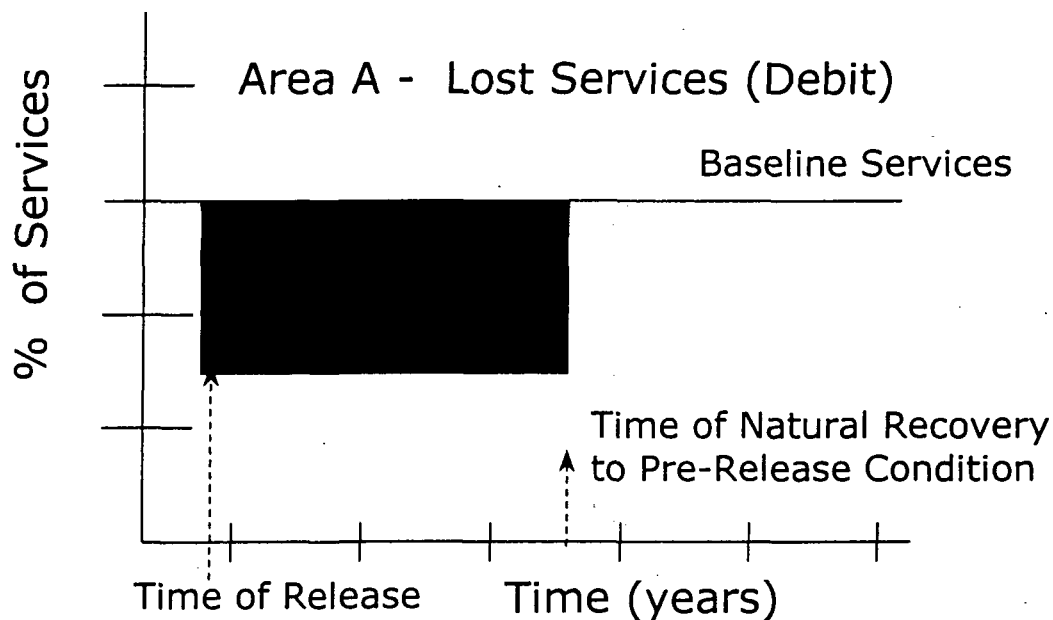 Area A - Lost Services (Debit)
% of Services
Baseline Services
Time of Natural Recovery
to Pre-Release Condition
Time of Release
Time (years)